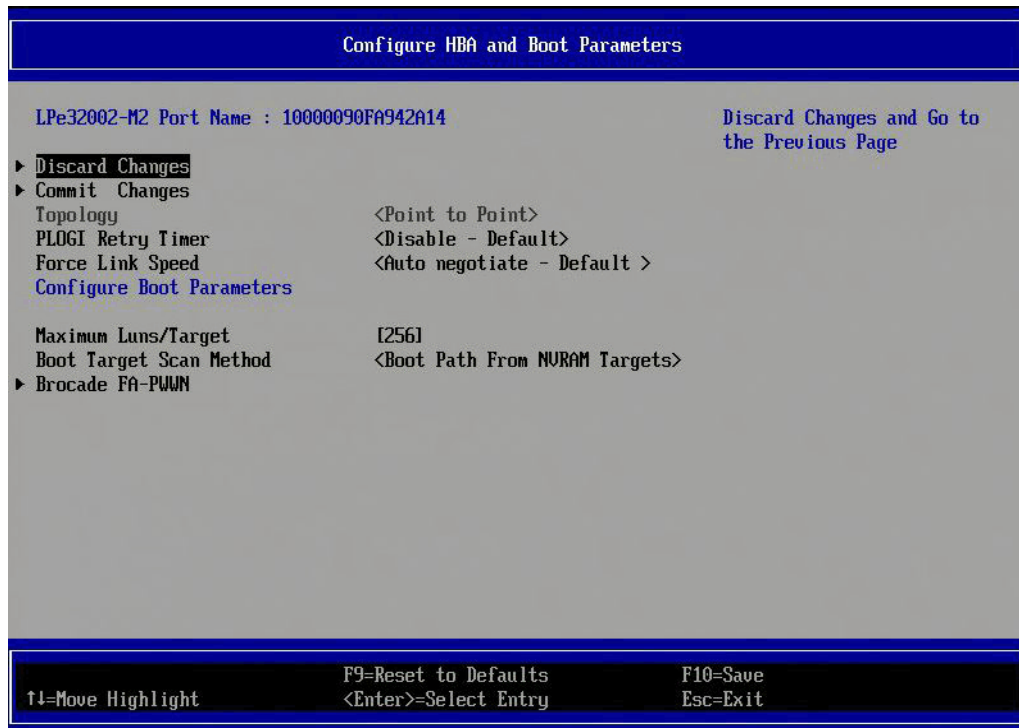 Configure HBA and Boot Parameters
LPe32002-M2 Port Name : 10000090FA942A14
Discard Changes and Go to
the Previous Page
▶ Discard Changes
▶ Commit  Changes
Topology <Point to Point>
PLOGI Retry Timer <Disable - Default>
Force Link Speed <Auto negotiate - Default >
Configure Boot Parameters
Maximum Luns/Target [256]
Boot Target Scan Method <Boot Path From NVRAM Targets>
▶ Brocade FA-PWWN
F9=Reset to Defaults F10=Save
↑↓=Move Highlight <Enter>=Select Entry Esc=Exit